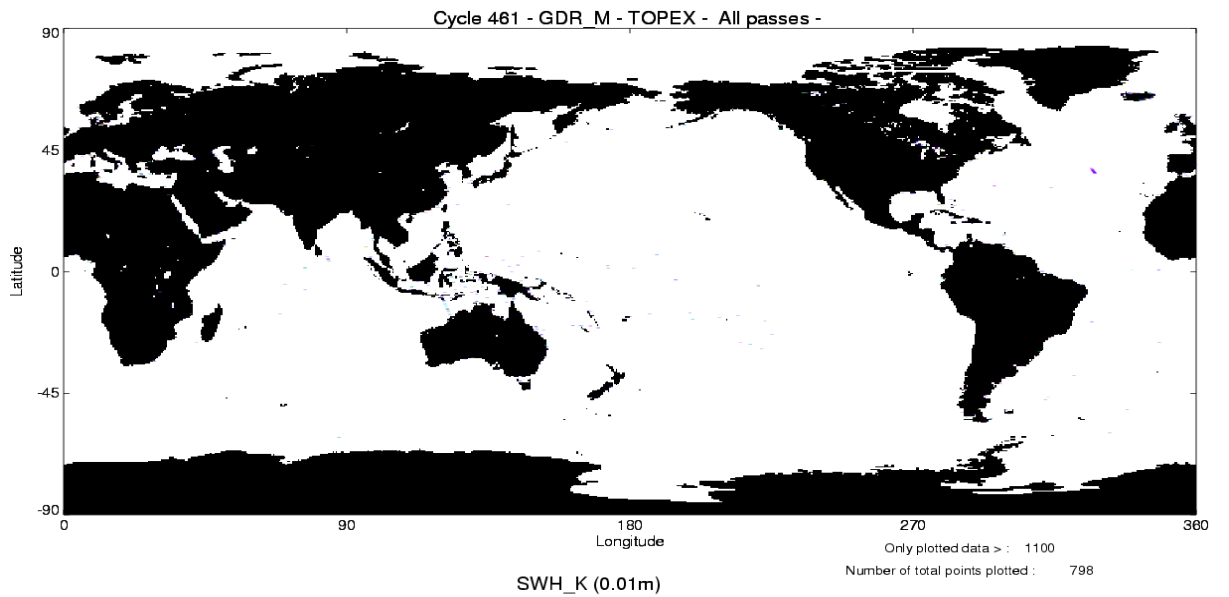 Cycle 461 - GDR_M - TOPEX - All passes -
90
45
0
-45
-90
Latitude
0 90 180 270 360
Longitude
Only plotted data > : 1100
Number of total points plotted : 798
SWH_K (0.01m)